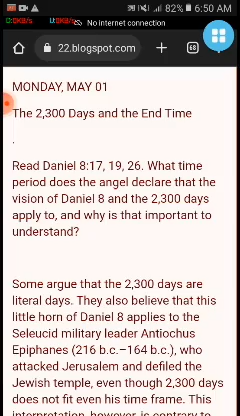 82% 6:50 AM
0:0KB/s U:0KB/s No internet connection
22.blogspot.com 68
MONDAY, MAY 01
The 2,300 Days and the End Time
.
Read Daniel 8:17, 19, 26. What time
period does the angel declare that the
vision of Daniel 8 and the 2,300 days
apply to, and why is that important to
understand?
Some argue that the 2,300 days are
literal days. They also believe that this
little horn of Daniel 8 applies to the
Seleucid military leader Antiochus
Epiphanes (216 b.c.–164 b.c.), who
attacked Jerusalem and defiled the
Jewish temple, even though 2,300 days
does not fit even his time frame. This
interpretation, however, is contrary to